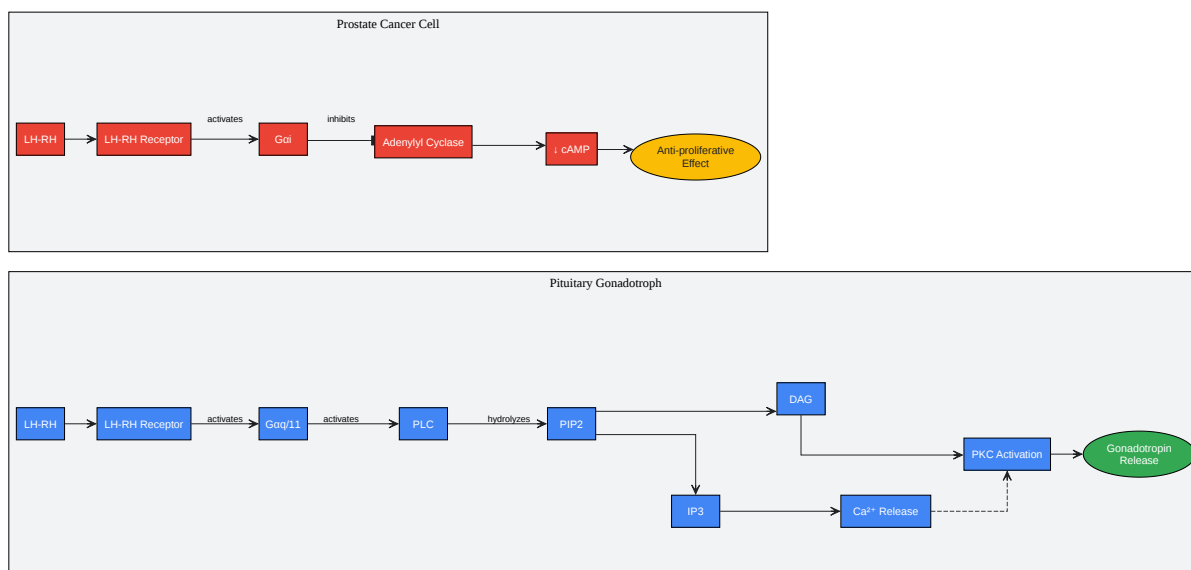 Prostate Cancer Cell
LH-RH
LH-RH Receptor
activates
Gαi
inhibits
Adenylyl Cyclase
↓ cAMP
Anti-proliferative
Effect
Pituitary Gonadotroph
LH-RH
LH-RH Receptor
activates
Gαq/11
activates
PLC
hydrolyzes
PIP2
DAG
IP3
Ca²⁺ Release
PKC Activation
Gonadotropin
Release